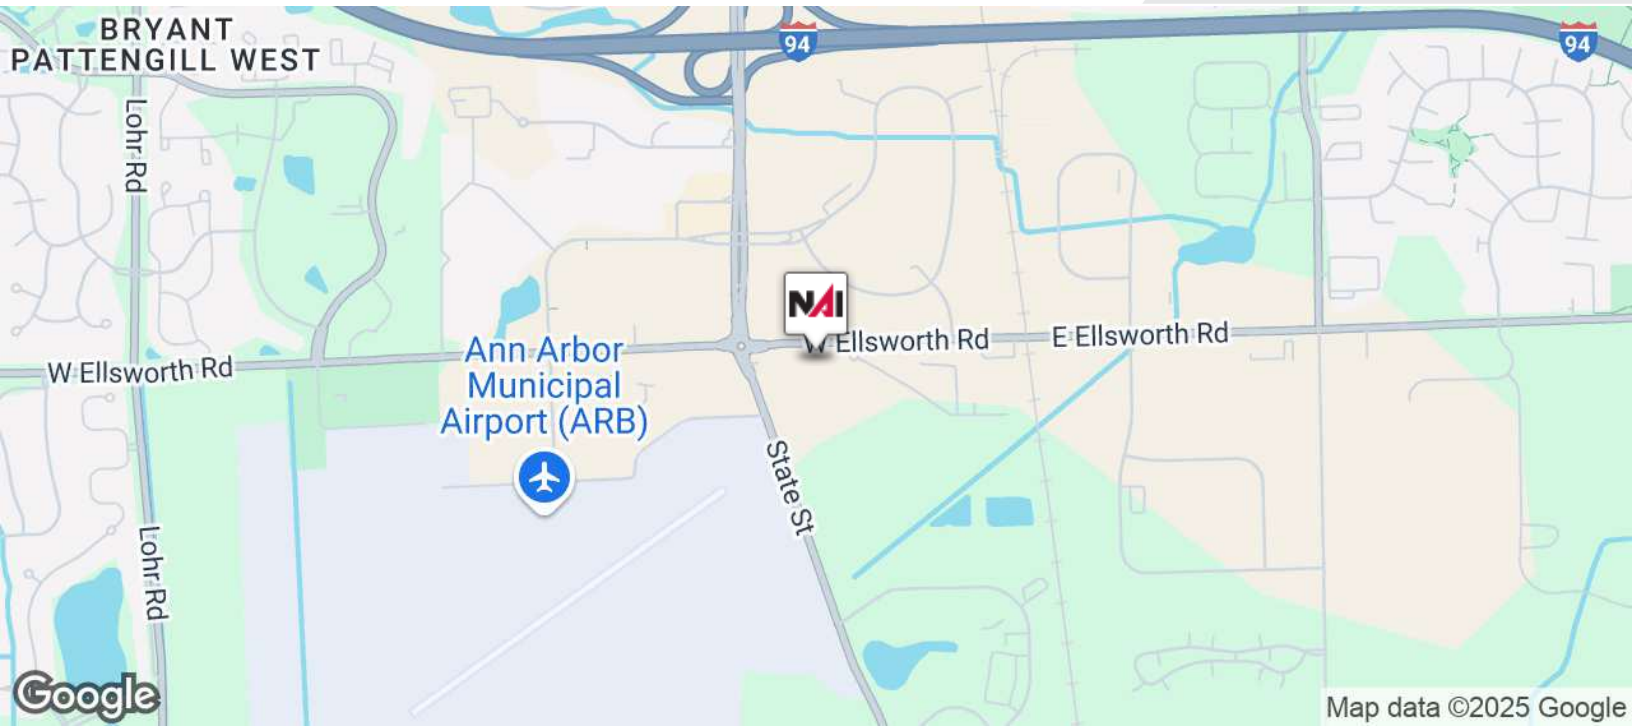 BRYANT
PATTENGILL WEST
94
94
Lohr Rd
NAI
W Ellsworth Rd
E Ellsworth Rd
W Ellsworth Rd
Ann Arbor
Municipal
Airport (ARB)
State St
Lohr Rd
Google
Map data ©2025 Google